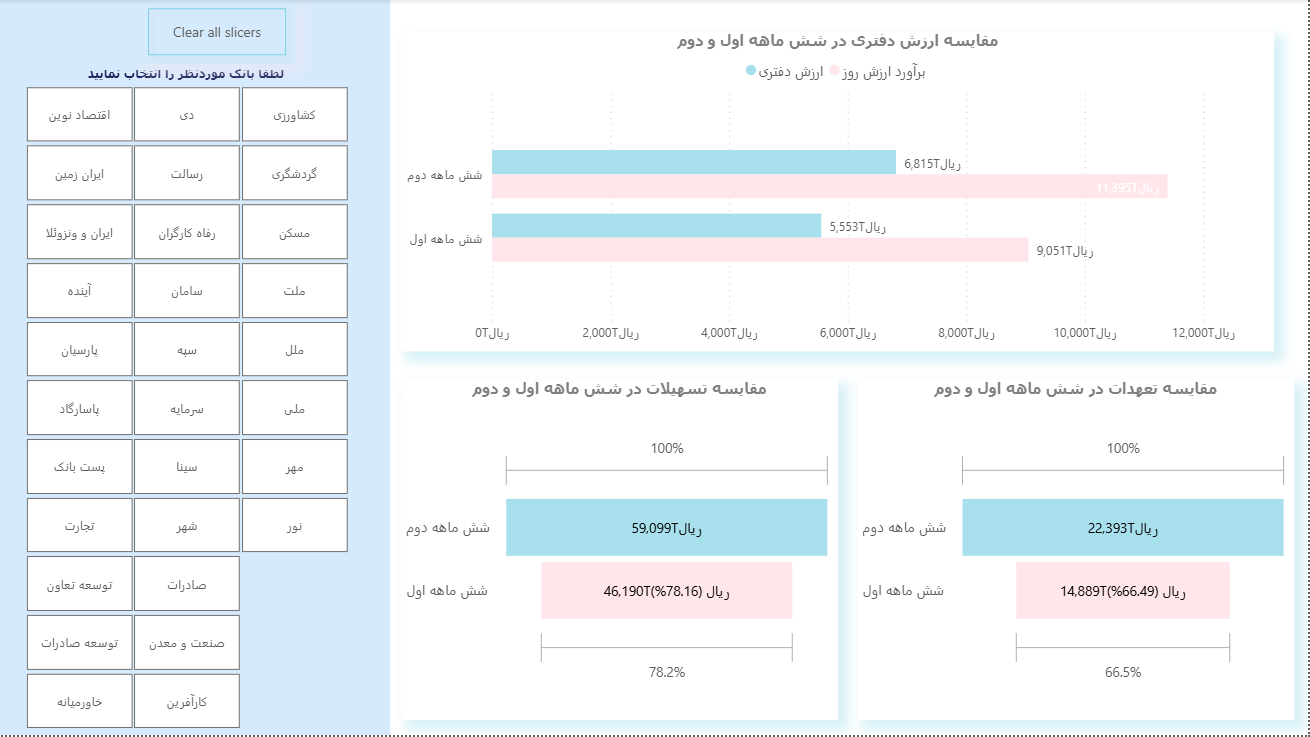 Clear all slicers
لطفا بانک موردنظر را انتخاب نمایید
کشاورزی
دی
اقتصاد نوین
گردشگری
رسالت
ایران زمین
مسکن
رفاه کارگران
ایران و ونزوئلا
ملت
سامان
آینده
ملل
سپه
پارسیان
ملی
سرمایه
پاسارگاد
مهر
سینا
پست بانک
نور
شهر
تجارت
صادرات
توسعه تعاون
صنعت و معدن
توسعه صادرات
کارآفرین
خاورمیانه
مقایسه ارزش دفتری در شش ماهه اول و دوم
ارزش دفتری
برآورد ارزش روز
شش ماهه دوم
6,815Tریال
11,395Tریال
شش ماهه اول
5,553Tریال
9,051Tریال
0Tریال
2,000Tریال
4,000Tریال
6,000Tریال
8,000Tریال
10,000Tریال
12,000Tریال
مقایسه تسهیلات در شش ماهه اول و دوم
100%
شش ماهه دوم
59,099Tریال
شش ماهه اول
46,190T(%78.16) ریال
78.2%
مقایسه تعهدات در شش ماهه اول و دوم
100%
شش ماهه دوم
22,393Tریال
شش ماهه اول
14,889T(%66.49) ریال
66.5%